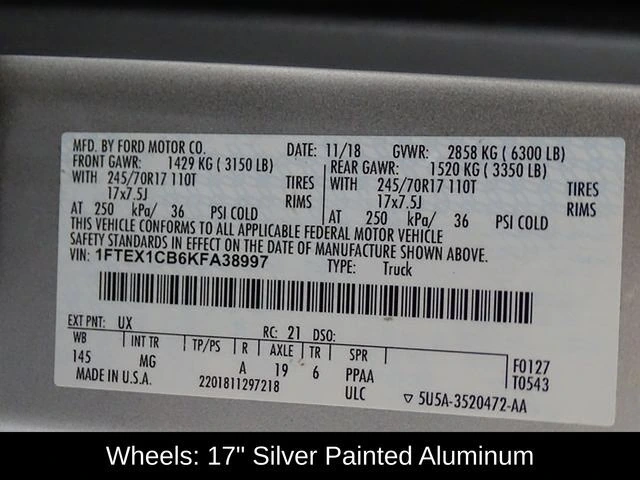 MFD. BY FORD MOTOR CO. DATE: 11/18 GVWR: 2858 KG ( 6300 LB)
FRONT GAWR: 1429 KG ( 3150 LB) REAR GAWR: 1520 KG ( 3350 LB)
WITH 245/70R17 110T TIRES WITH 245/70R17 110T TIRES
17x7.5J RIMS 17x7.5J RIMS
AT 250 kPa/ 36 PSI COLD AT 250 kPa/ 36 PSI COLD
THIS VEHICLE CONFORMS TO ALL APPLICABLE FEDERAL MOTOR VEHICLE
SAFETY STANDARDS IN EFFECT ON THE DATE OF MANUFACTURE SHOWN ABOVE.
VIN: 1FTEX1CB6KFA38997 TYPE: Truck
EXT PNT: UX RC: 21 DSO:
WB INT TR TP/PS R AXLE TR SPR
145 MG A 19 6 PPAA F0127
MADE IN U.S.A. 2201811297218 ULC T0543
▽ 5U5A-3520472-AA
Wheels: 17" Silver Painted Aluminum